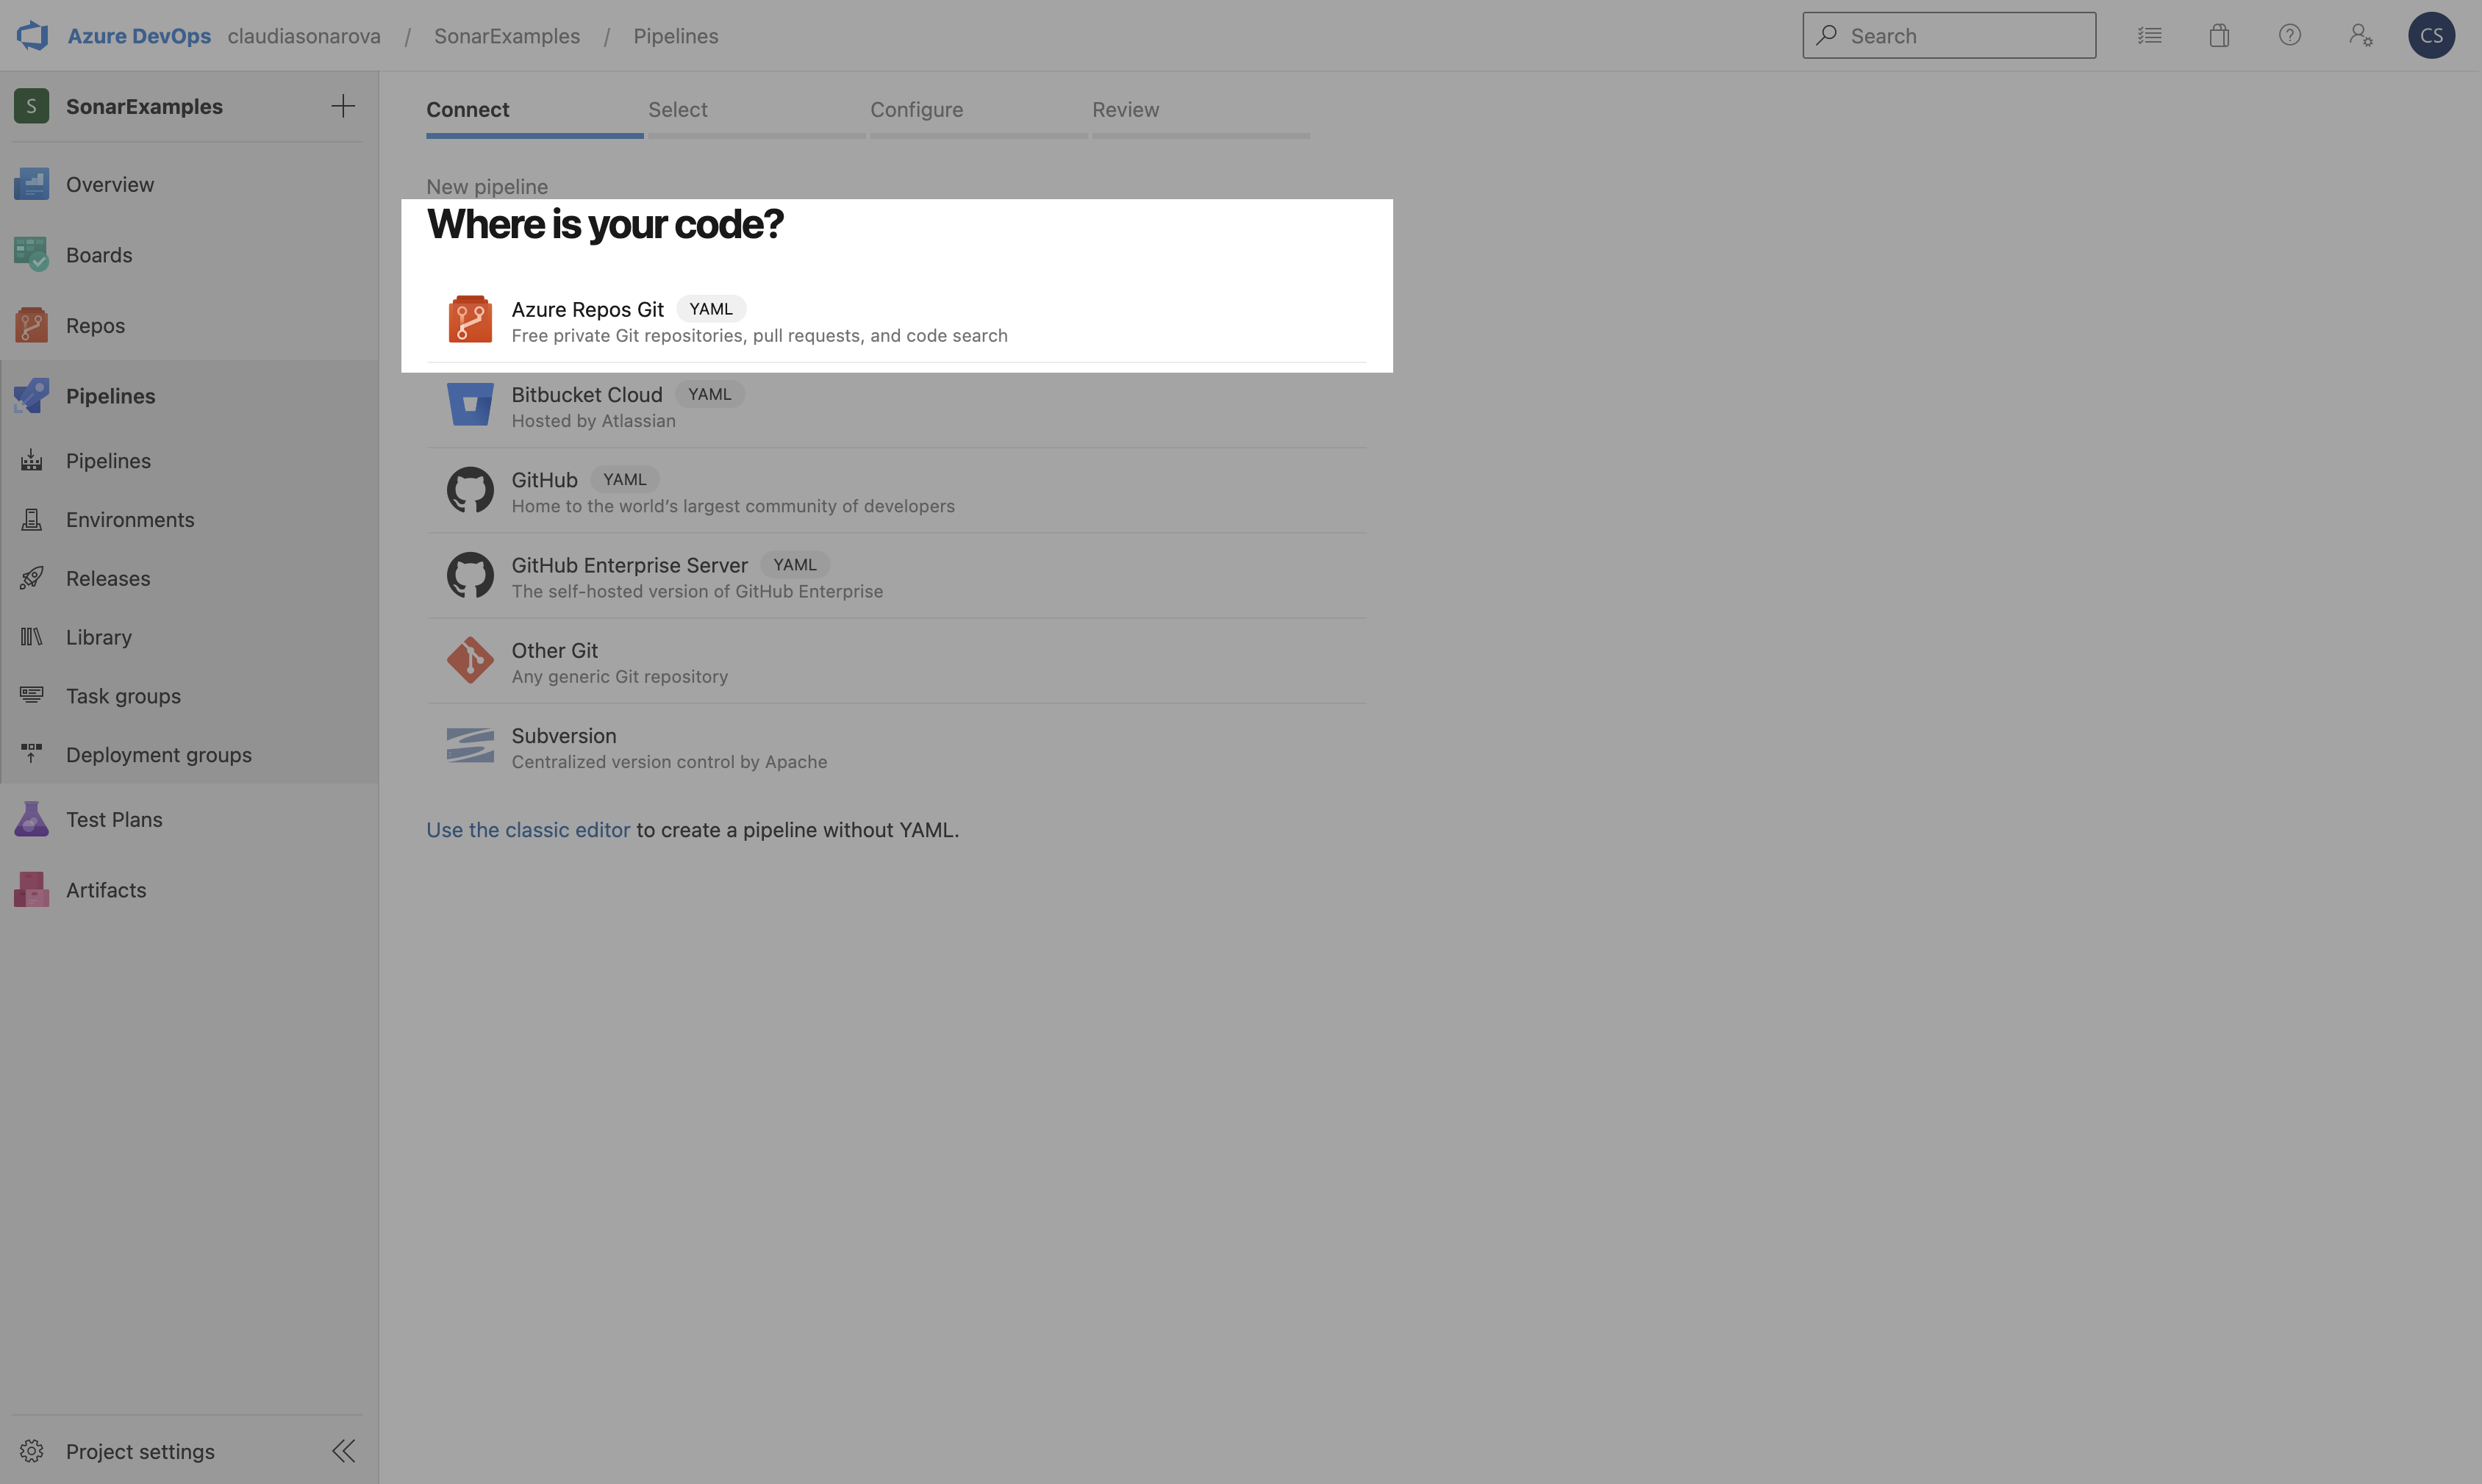 Azure DevOps claudiasonarova / SonarExamples / Pipelines
Search
CS
S SonarExamples
Overview
Boards
Repos
Pipelines
Pipelines
Environments
Releases
Library
Task groups
Deployment groups
Test Plans
Artifacts
Project settings
Connect Select Configure Review
New pipeline
Where is your code?
Azure Repos Git YAML
Free private Git repositories, pull requests, and code search
Bitbucket Cloud YAML
Hosted by Atlassian
GitHub YAML
Home to the world’s largest community of developers
GitHub Enterprise Server YAML
The self-hosted version of GitHub Enterprise
Other Git
Any generic Git repository
Subversion
Centralized version control by Apache
Use the classic editor to create a pipeline without YAML.